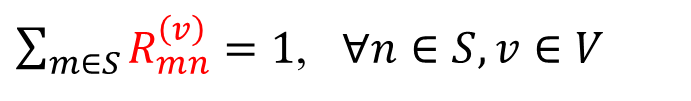 ∑_{m∈S} R_{mn}^{(v)} = 1, ∀n ∈ S, v ∈ V